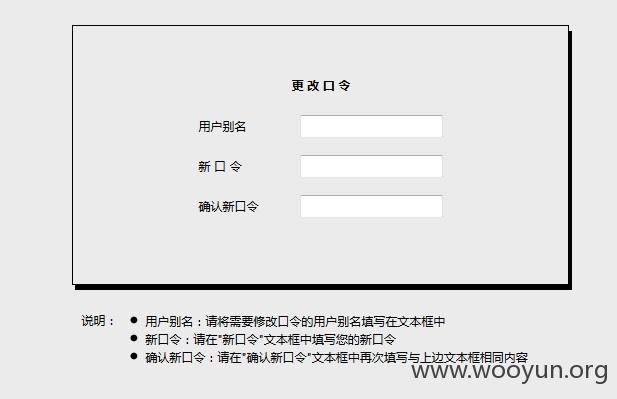 更 改 口 令
用户别名
新 口 令
确认新口令
说明： ● 用户别名：请将需要修改口令的用户别名填写在文本框中
● 新口令：请在"新口令"文本框中填写您的新口令
● 确认新口令：请在"确认新口令"文本框中再次填写与上边文本框相同内容
www.wooyun.org